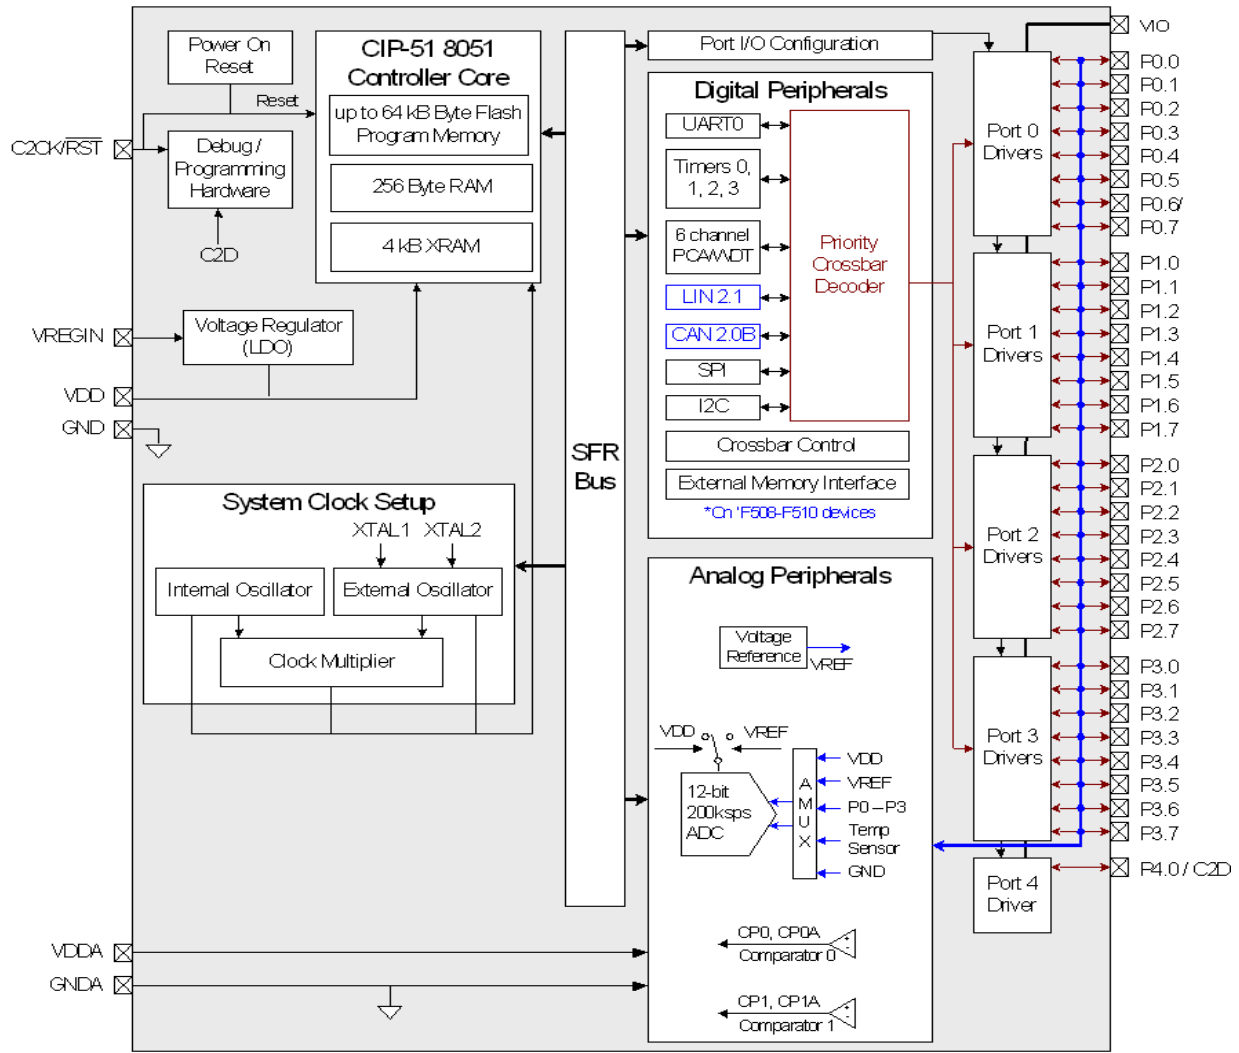 Power On
Reset
Reset
C2CK/RST
Debug /
Programming
Hardware
C2D
CIP-51 8051
Controller Core
up to 64 kB Byte Flash
Program Memory
256 Byte RAM
4 kB XRAM
VREGIN
Voltage Regulator
(LDO)
VDD
GND
System Clock Setup
XTAL1 XTAL2
Internal Oscillator
External Oscillator
Clock Multiplier
VDDA
GNDA
SFR
Bus
Port I/O Configuration
Digital Peripherals
UART0
Timers 0,
1, 2, 3
6 channel
PCA/WDT
LIN 2.1
CAN 2.0B
SPI
I2C
Priority
Crossbar
Decoder
Crossbar Control
External Memory Interface
*On 'F508-F510 devices
Analog Peripherals
Voltage
Reference
VREF
VDD
VREF
12-bit
200ksps
ADC
A
M
U
X
VDD
VREF
P0 – P3
Temp
Sensor
GND
CP0, CP0A
Comparator 0
CP1, CP1A
Comparator 1
Port 0
Drivers
Port 1
Drivers
Port 2
Drivers
Port 3
Drivers
Port 4
Driver
VIO
P0.0
P0.1
P0.2
P0.3
P0.4
P0.5
P0.6/
P0.7
P1.0
P1.1
P1.2
P1.3
P1.4
P1.5
P1.6
P1.7
P2.0
P2.1
P2.2
P2.3
P2.4
P2.5
P2.6
P2.7
P3.0
P3.1
P3.2
P3.3
P3.4
P3.5
P3.6
P3.7
P4.0 / C2D